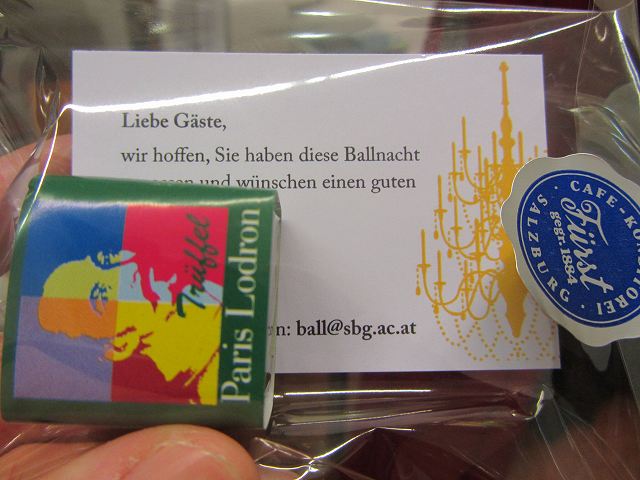 Liebe Gäste,
wir hoffen, Sie haben diese Ballnacht
und wünschen einen guten
ball@sbg.ac.at
Trüffel
Paris Lodron
CAFE-KONDITOREI
Fürst
gegr. 1884
SALZBURG